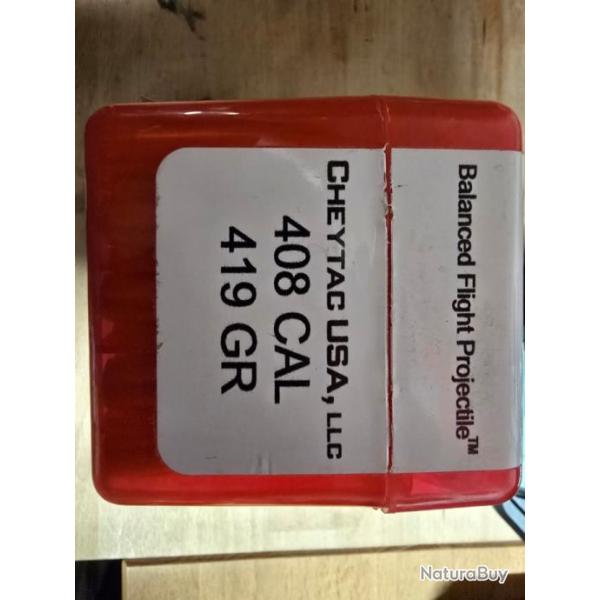 Balanced Flight Projectile™
CHEYTAC USA, LLC
408 CAL
419 GR
NaturaBuy